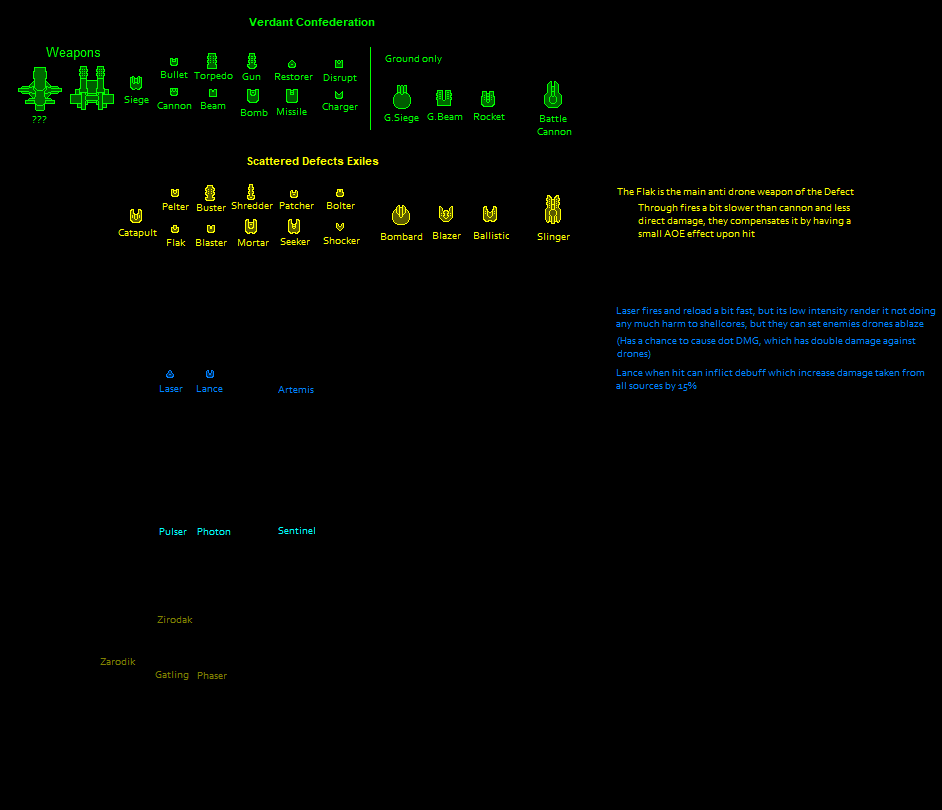 Verdant Confederation
Weapons
Ground only
Bullet Torpedo Gun Restorer Disrupt
Siege
Cannon Beam Bomb Missile Charger
???
G.Siege G.Beam Rocket
Battle
Cannon
Scattered Defects Exiles
Pelter Buster Shredder Patcher Bolter
Catapult
Flak Blaster Mortar Seeker Shocker
Bombard Blazer Ballistic Slinger
The Flak is the main anti drone weapon of the Defect
Through fires a bit slower than cannon and less
direct damage, they compensates it by having a
small AOE effect upon hit
Laser fires and reload a bit fast, but its low intensity render it not doing
any much harm to shellcores, but they can set enemies drones ablaze
(Has a chance to cause dot DMG, which has double damage against
drones)
Lance when hit can inflict debuff which increase damage taken from
all sources by 15%
Laser Lance Artemis
Pulser Photon Sentinel
Zirodak
Zarodik
Gatling Phaser